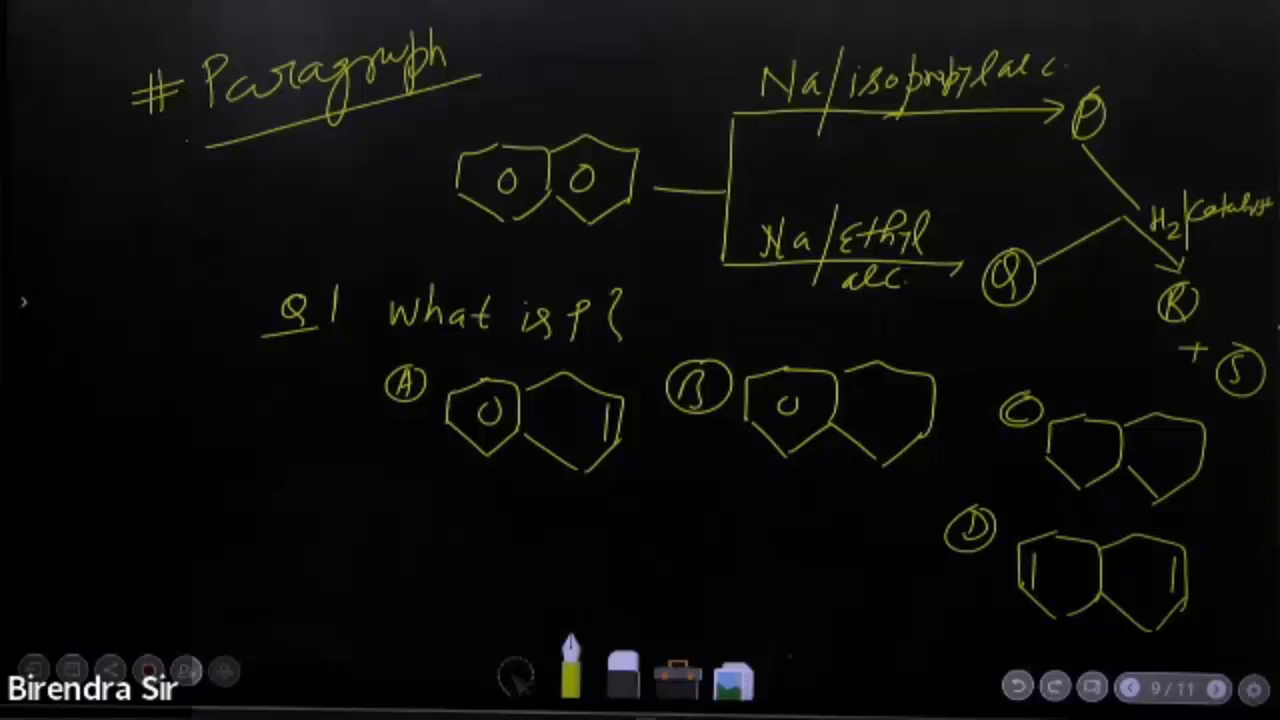 # Paragraph
Na/isopropyl alc.
P
O O
Na/Ethyl
alc.
Q
H2/Catalyst
R
+ S
Q1 What is P?
A O
B O
C
D
Birendra Sir
9/11